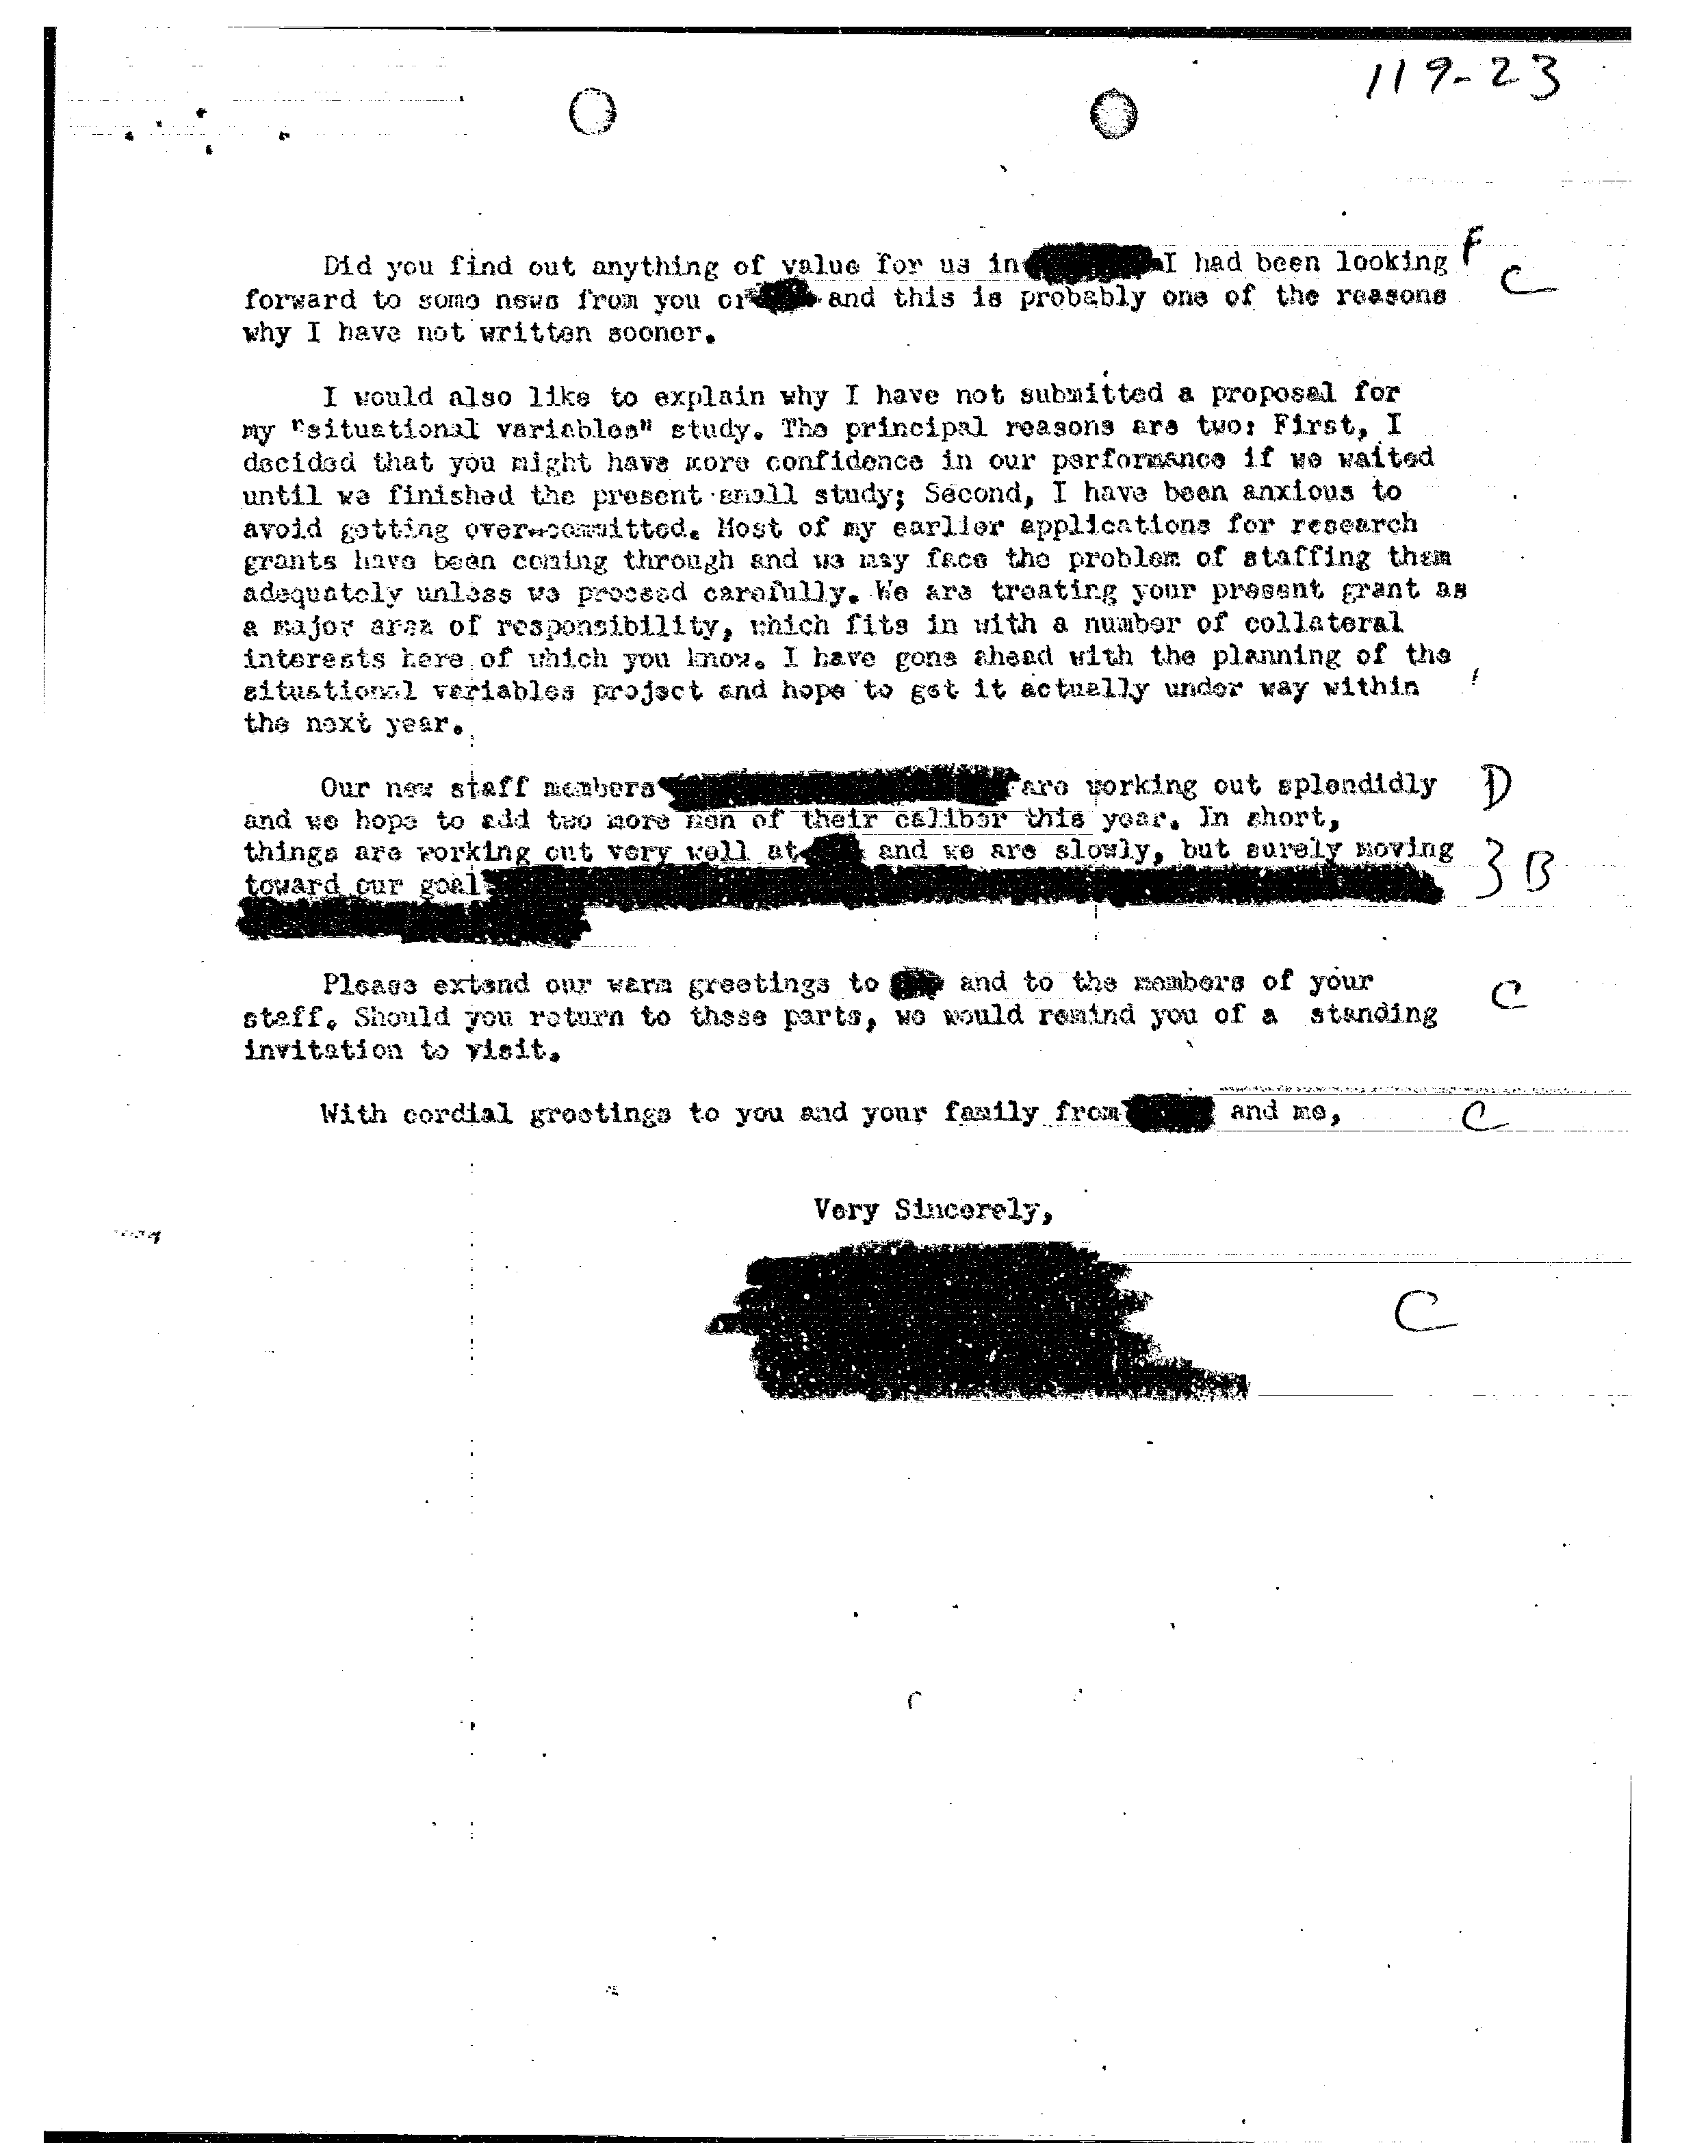 119-23
Did you find out anything of value for us in I had been looking F
forward to some news from you or and this is probably one of the reasons C
why I have not written sooner.
I would also like to explain why I have not submitted a proposal for
my "situational variables" study. The principal reasons are two: First, I
decided that you might have more confidence in our performance if we waited
until we finished the present small study; Second, I have been anxious to
avoid getting over-committed. Most of my earlier applications for research
grants have been coming through and we may face the problem of staffing them
adequately unless we proceed carefully. We are treating your present grant as
a major area of responsibility, which fits in with a number of collateral
interests here of which you know. I have gone ahead with the planning of the
situational variables project and hope to get it actually under way within
the next year.
Our new staff members are working out splendidly D
and we hope to add two more men of their caliber this year. In short,
things are working out very well at and we are slowly, but surely moving
toward our goal B
Please extend our warm greetings to and to the members of your C
staff. Should you return to these parts, we would remind you of a standing
invitation to visit.
With cordial greetings to you and your family from and me, C
Very Sincerely,
C